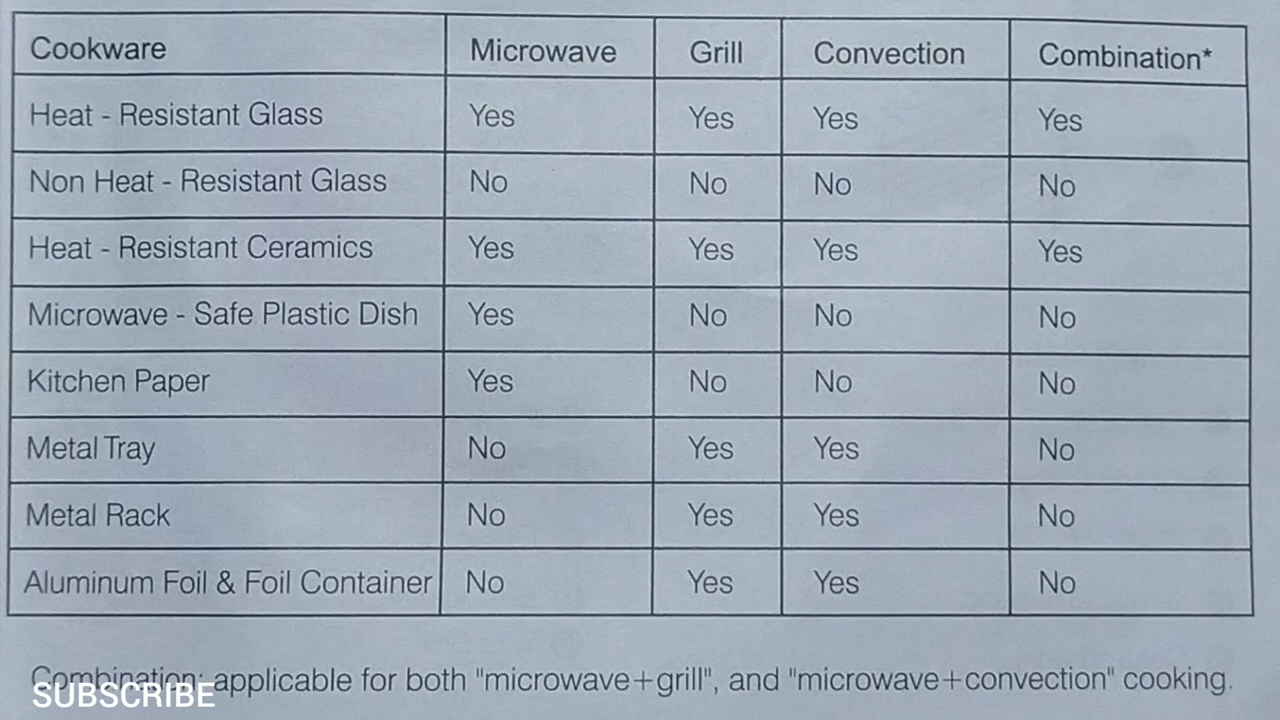 Cookware Microwave Grill Convection Combination*
Heat - Resistant Glass Yes Yes Yes Yes
Non Heat - Resistant Glass No No No No
Heat - Resistant Ceramics Yes Yes Yes Yes
Microwave - Safe Plastic Dish Yes No No No
Kitchen Paper Yes No No No
Metal Tray No Yes Yes No
Metal Rack No Yes Yes No
Aluminum Foil & Foil Container No Yes Yes No
Combination: applicable for both "microwave+grill", and "microwave+convection" cooking.
SUBSCRIBE